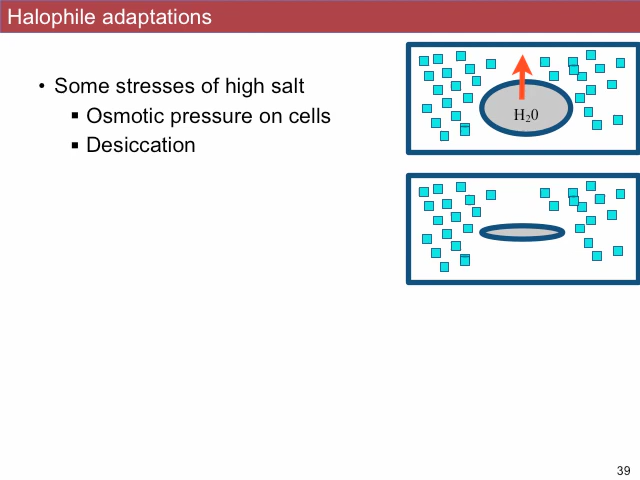 Halophile adaptations
• Some stresses of high salt
▪ Osmotic pressure on cells
▪ Desiccation
H₂0
39